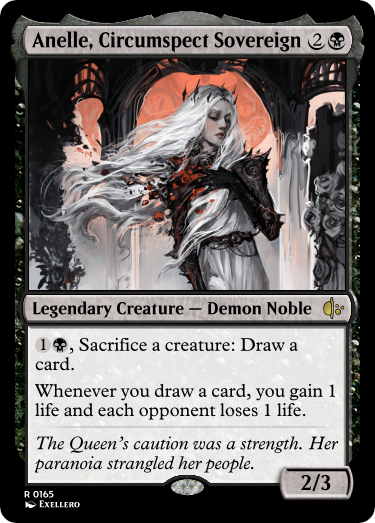 Anelle, Circumspect Sovereign 2
Legendary Creature — Demon Noble
1, Sacrifice a creature: Draw a
card.
Whenever you draw a card, you gain 1
life and each opponent loses 1 life.
The Queen's caution was a strength. Her
paranoia strangled her people.
2/3
R 0165
Exellero